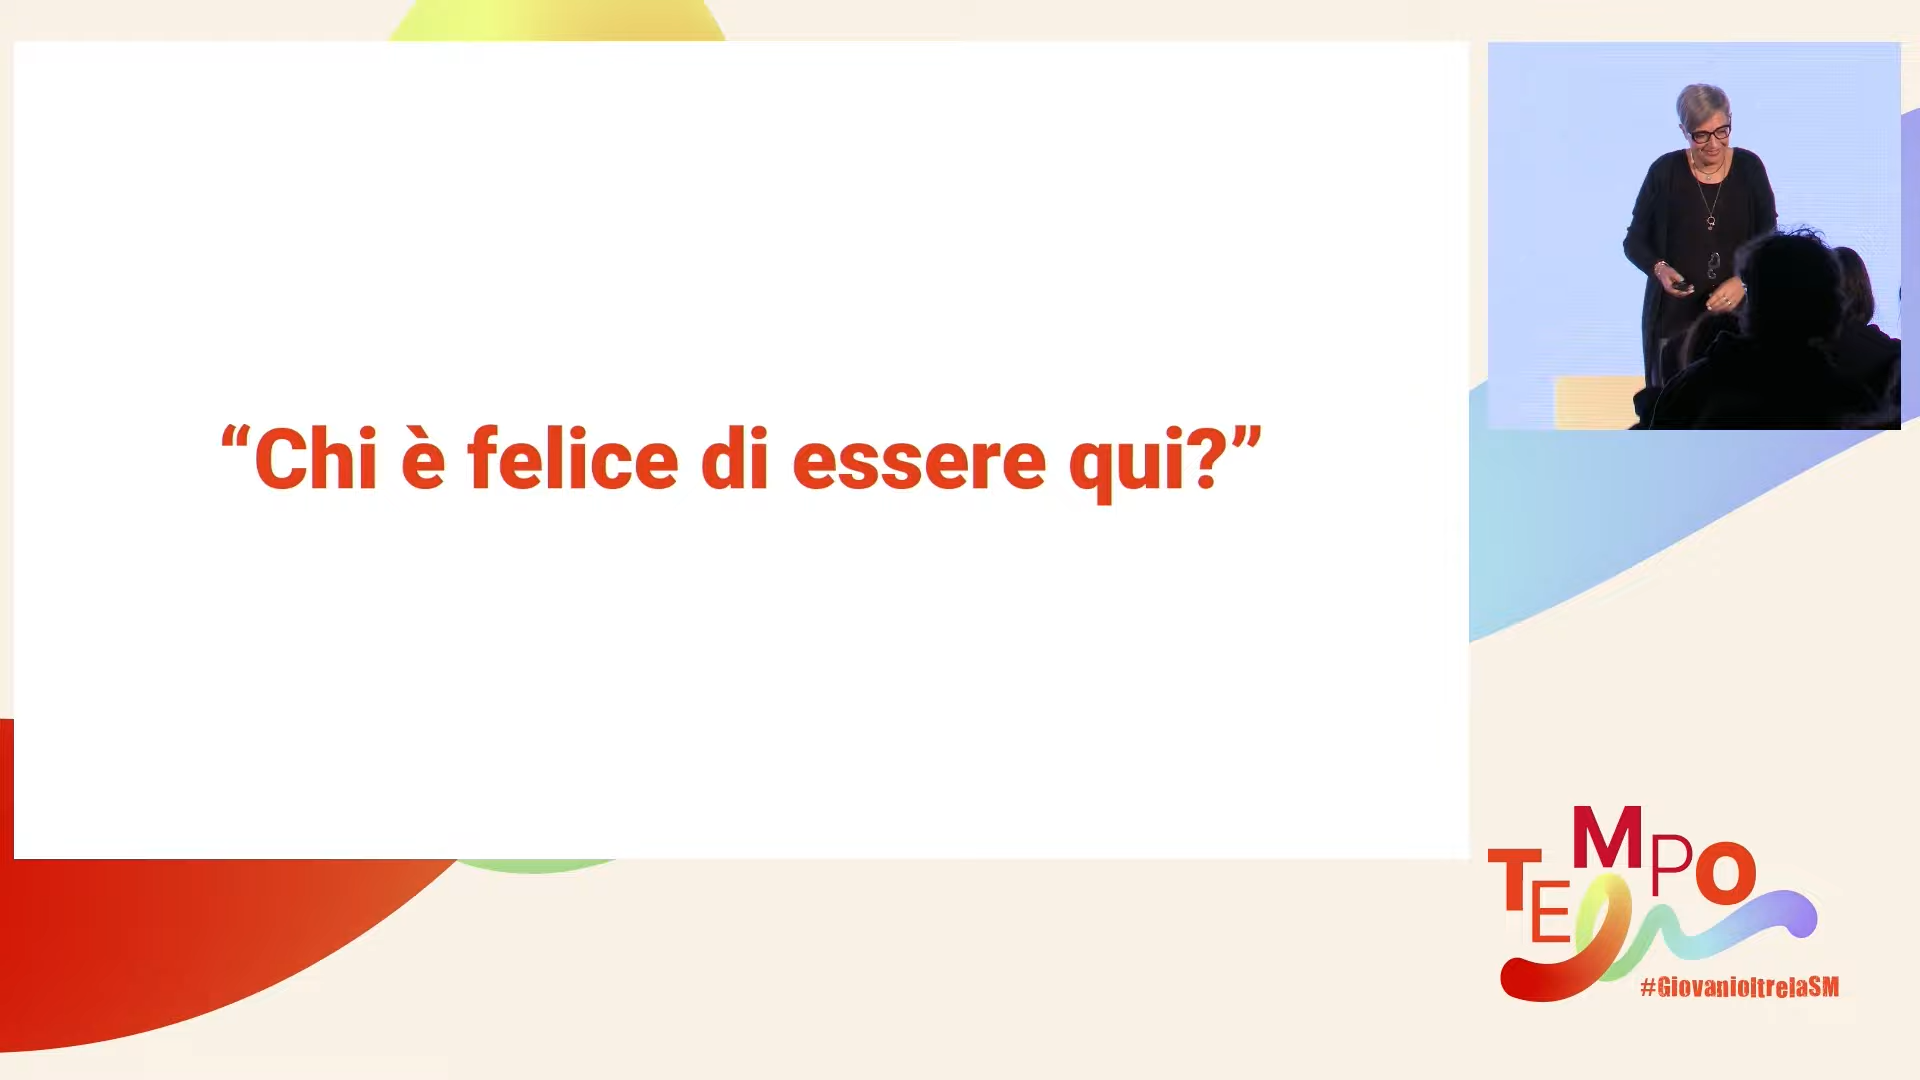 “Chi è felice di essere qui?”
TEMPO
#GiovanioltrelaSM